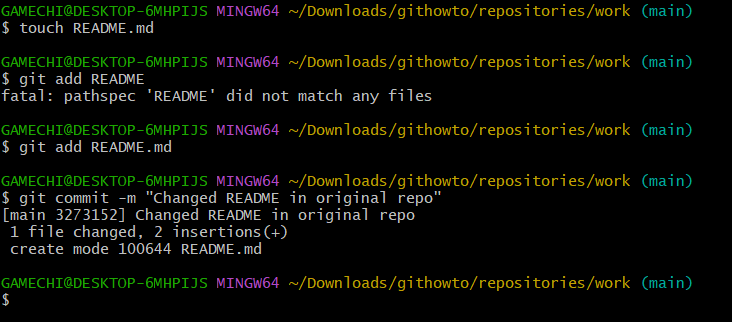 GAMECHI@DESKTOP-6MHPIJS MINGW64 ~/Downloads/githowto/repositories/work (main)
$ touch README.md
GAMECHI@DESKTOP-6MHPIJS MINGW64 ~/Downloads/githowto/repositories/work (main)
$ git add README
fatal: pathspec 'README' did not match any files
GAMECHI@DESKTOP-6MHPIJS MINGW64 ~/Downloads/githowto/repositories/work (main)
$ git add README.md
GAMECHI@DESKTOP-6MHPIJS MINGW64 ~/Downloads/githowto/repositories/work (main)
$ git commit -m "Changed README in original repo"
[main 3273152] Changed README in original repo
 1 file changed, 2 insertions(+)
 create mode 100644 README.md
GAMECHI@DESKTOP-6MHPIJS MINGW64 ~/Downloads/githowto/repositories/work (main)
$